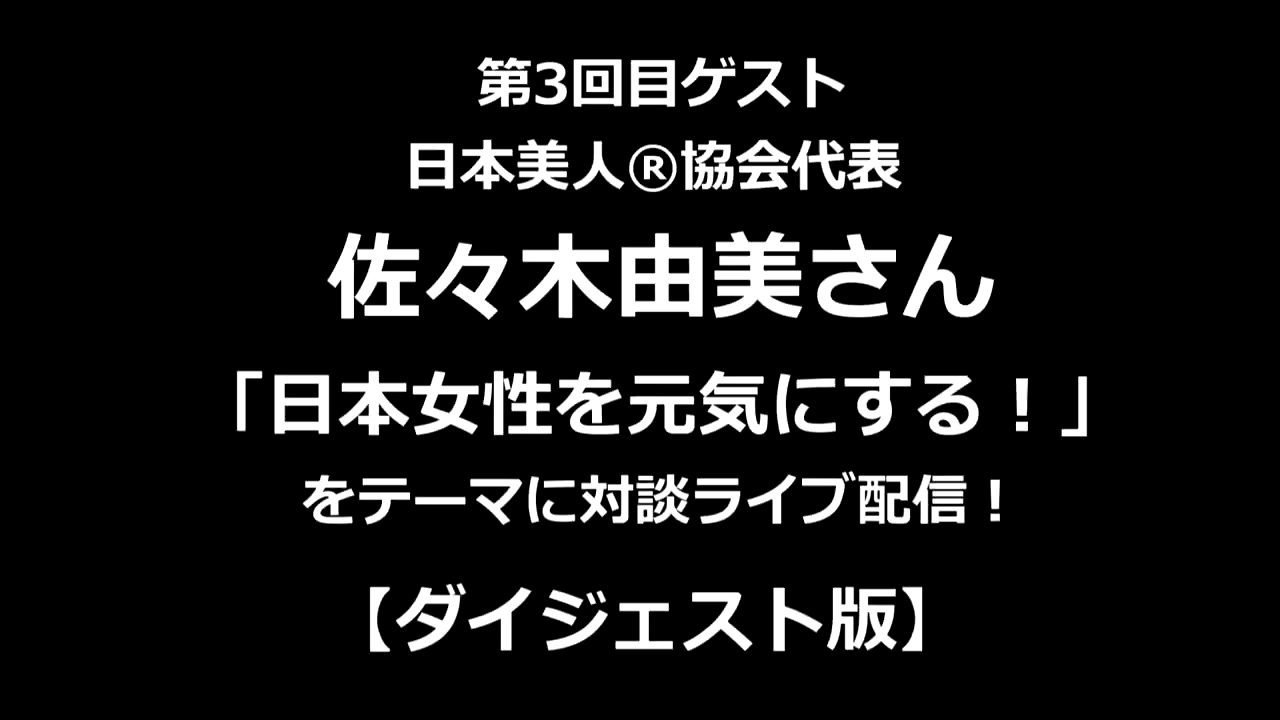 第3回目ゲスト
日本美人®協会代表
佐々木由美さん
「日本女性を元気にする！」
をテーマに対談ライブ配信！
【ダイジェスト版】